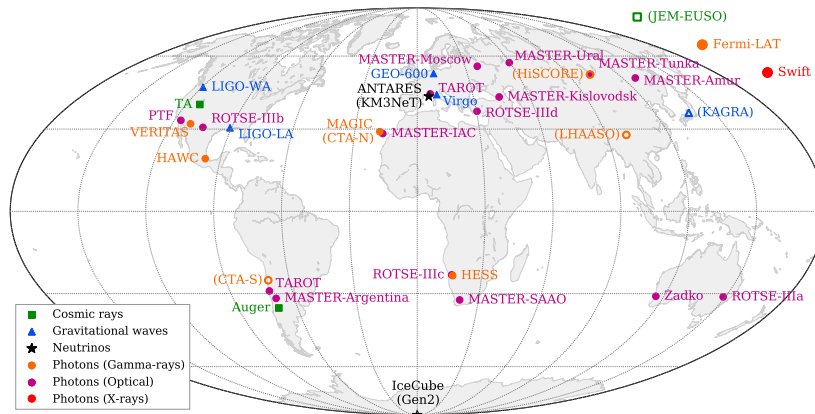 (JEM-EUSO)
Fermi-LAT
Swift
MASTER-Moscow
MASTER-Ural
MASTER-Tunka
GEO-600
(HiSCORE)
MASTER-Amur
LIGO-WA
ANTARES
(KM3NeT)
TAROT
Virgo
MASTER-Kislovodsk
TA
PTF
ROTSE-IIIb
ROTSE-IIId
(KAGRA)
VERITAS
LIGO-LA
MAGIC
(CTA-N)
MASTER-IAC
(LHAASO)
HAWC
(CTA-S)
TAROT
ROTSE-IIIc
HESS
MASTER-Argentina
MASTER-SAAO
Zadko
ROTSE-IIIa
Auger
Cosmic rays
Gravitational waves
Neutrinos
Photons (Gamma-rays)
Photons (Optical)
Photons (X-rays)
IceCube
(Gen2)